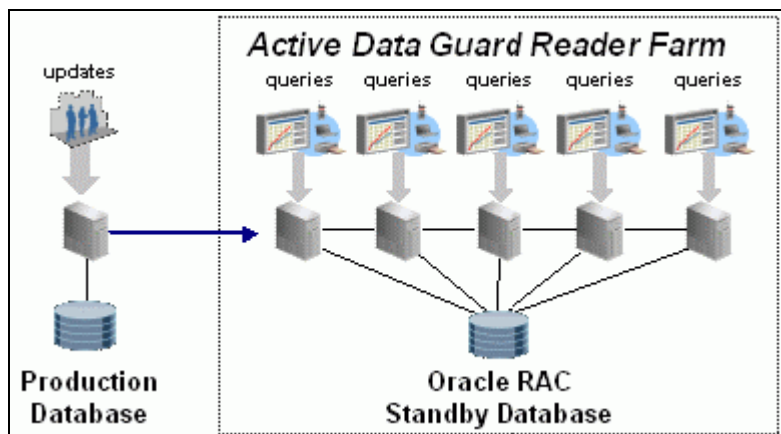 Active Data Guard Reader Farm
updates
queries queries queries queries queries
Production
Database
Oracle RAC
Standby Database